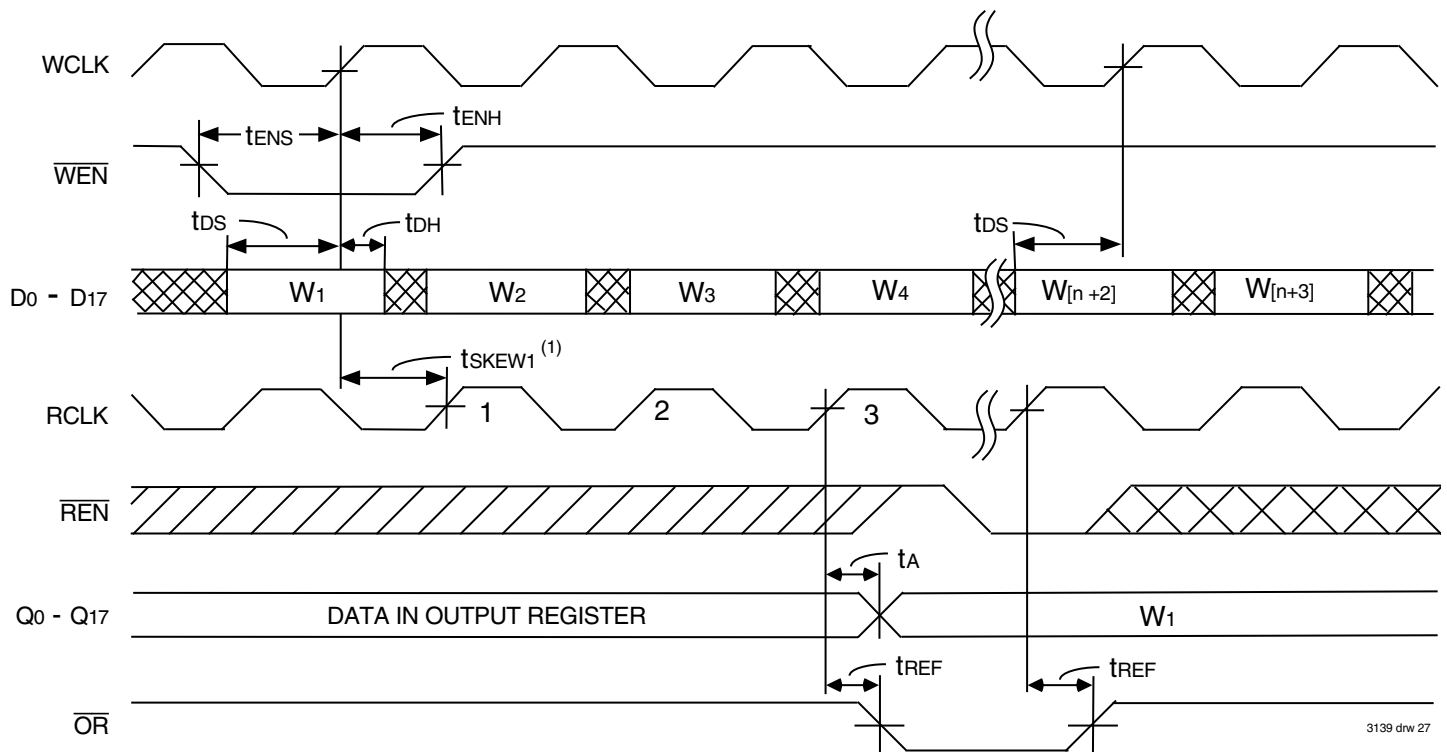 WCLK
tENS
tENH
WEN
tDS
tDH
tDS
D0 - D17
W1
W2
W3
W4
W[n +2]
W[n+3]
tSKEW1 (1)
RCLK
1
2
3
REN
tA
Q0 - Q17
DATA IN OUTPUT REGISTER
W1
tREF
tREF
OR
3139 drw 27